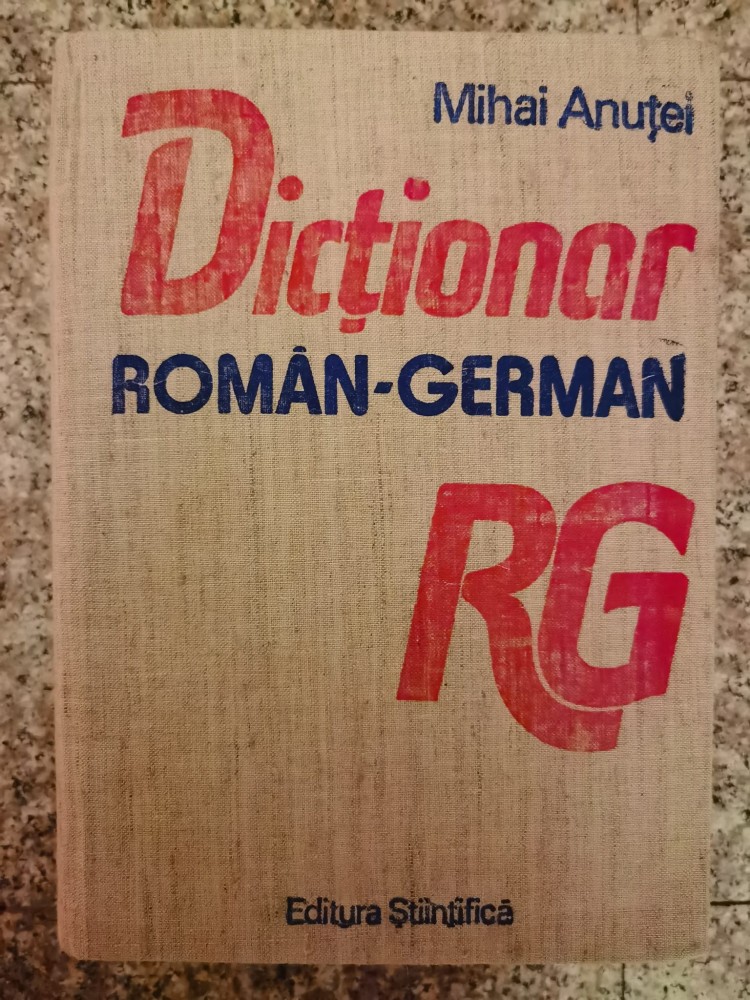 Mihai Anuței
Dicționar
ROMÂN-GERMAN
RG
Editura Științifică